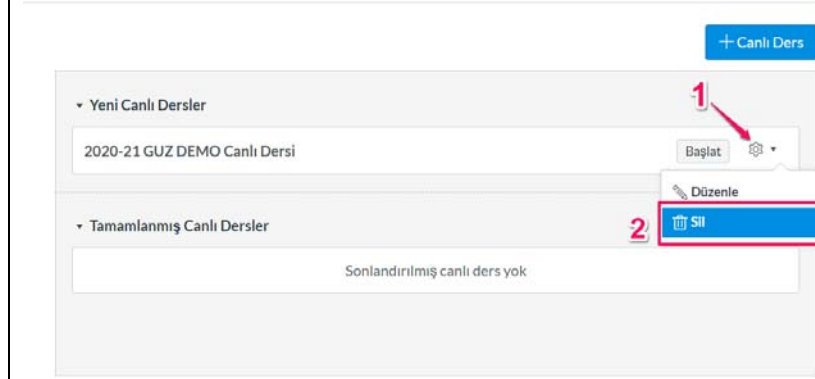 + Canlı Ders
Yeni Canlı Dersler
1
2020-21 GUZ DEMO Canlı Dersi
Başlat
Düzenle
Sil
2
Tamamlanmış Canlı Dersler
Sonlandırılmış canlı ders yok